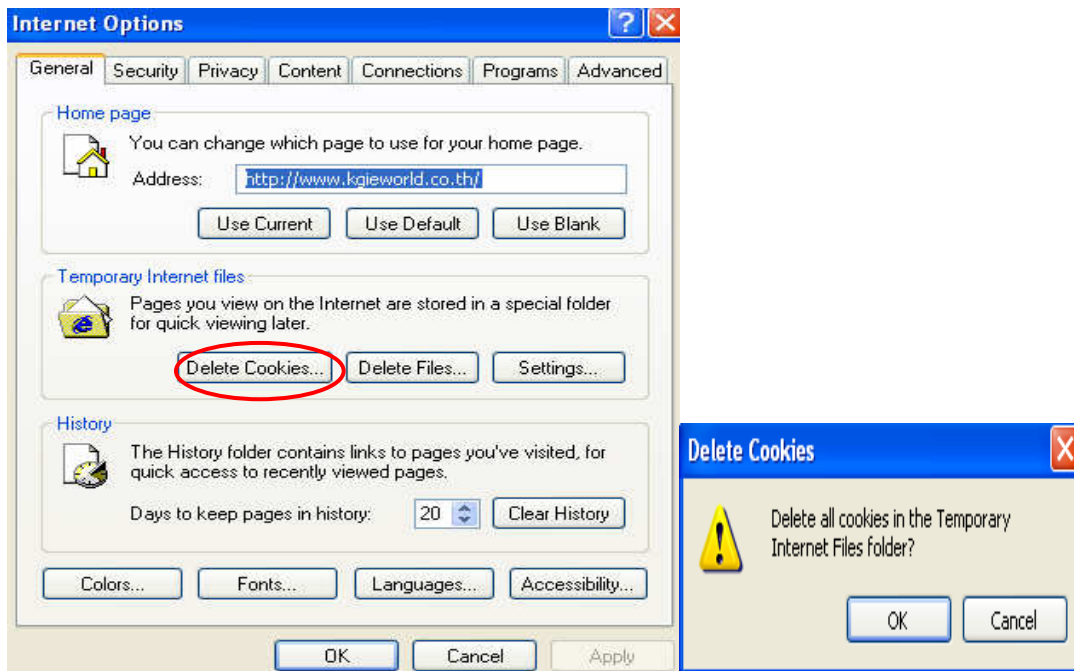 Internet Options
General Security Privacy Content Connections Programs Advanced
Home page
You can change which page to use for your home page.
Address: http://www.kgieworld.co.th/
Use Current Use Default Use Blank
Temporary Internet files
Pages you view on the Internet are stored in a special folder
for quick viewing later.
Delete Cookies... Delete Files... Settings...
History
The History folder contains links to pages you've visited, for
quick access to recently viewed pages.
Days to keep pages in history: 20 Clear History
Colors... Fonts... Languages... Accessibility...
OK Cancel Apply
Delete Cookies
Delete all cookies in the Temporary
Internet Files folder?
OK Cancel